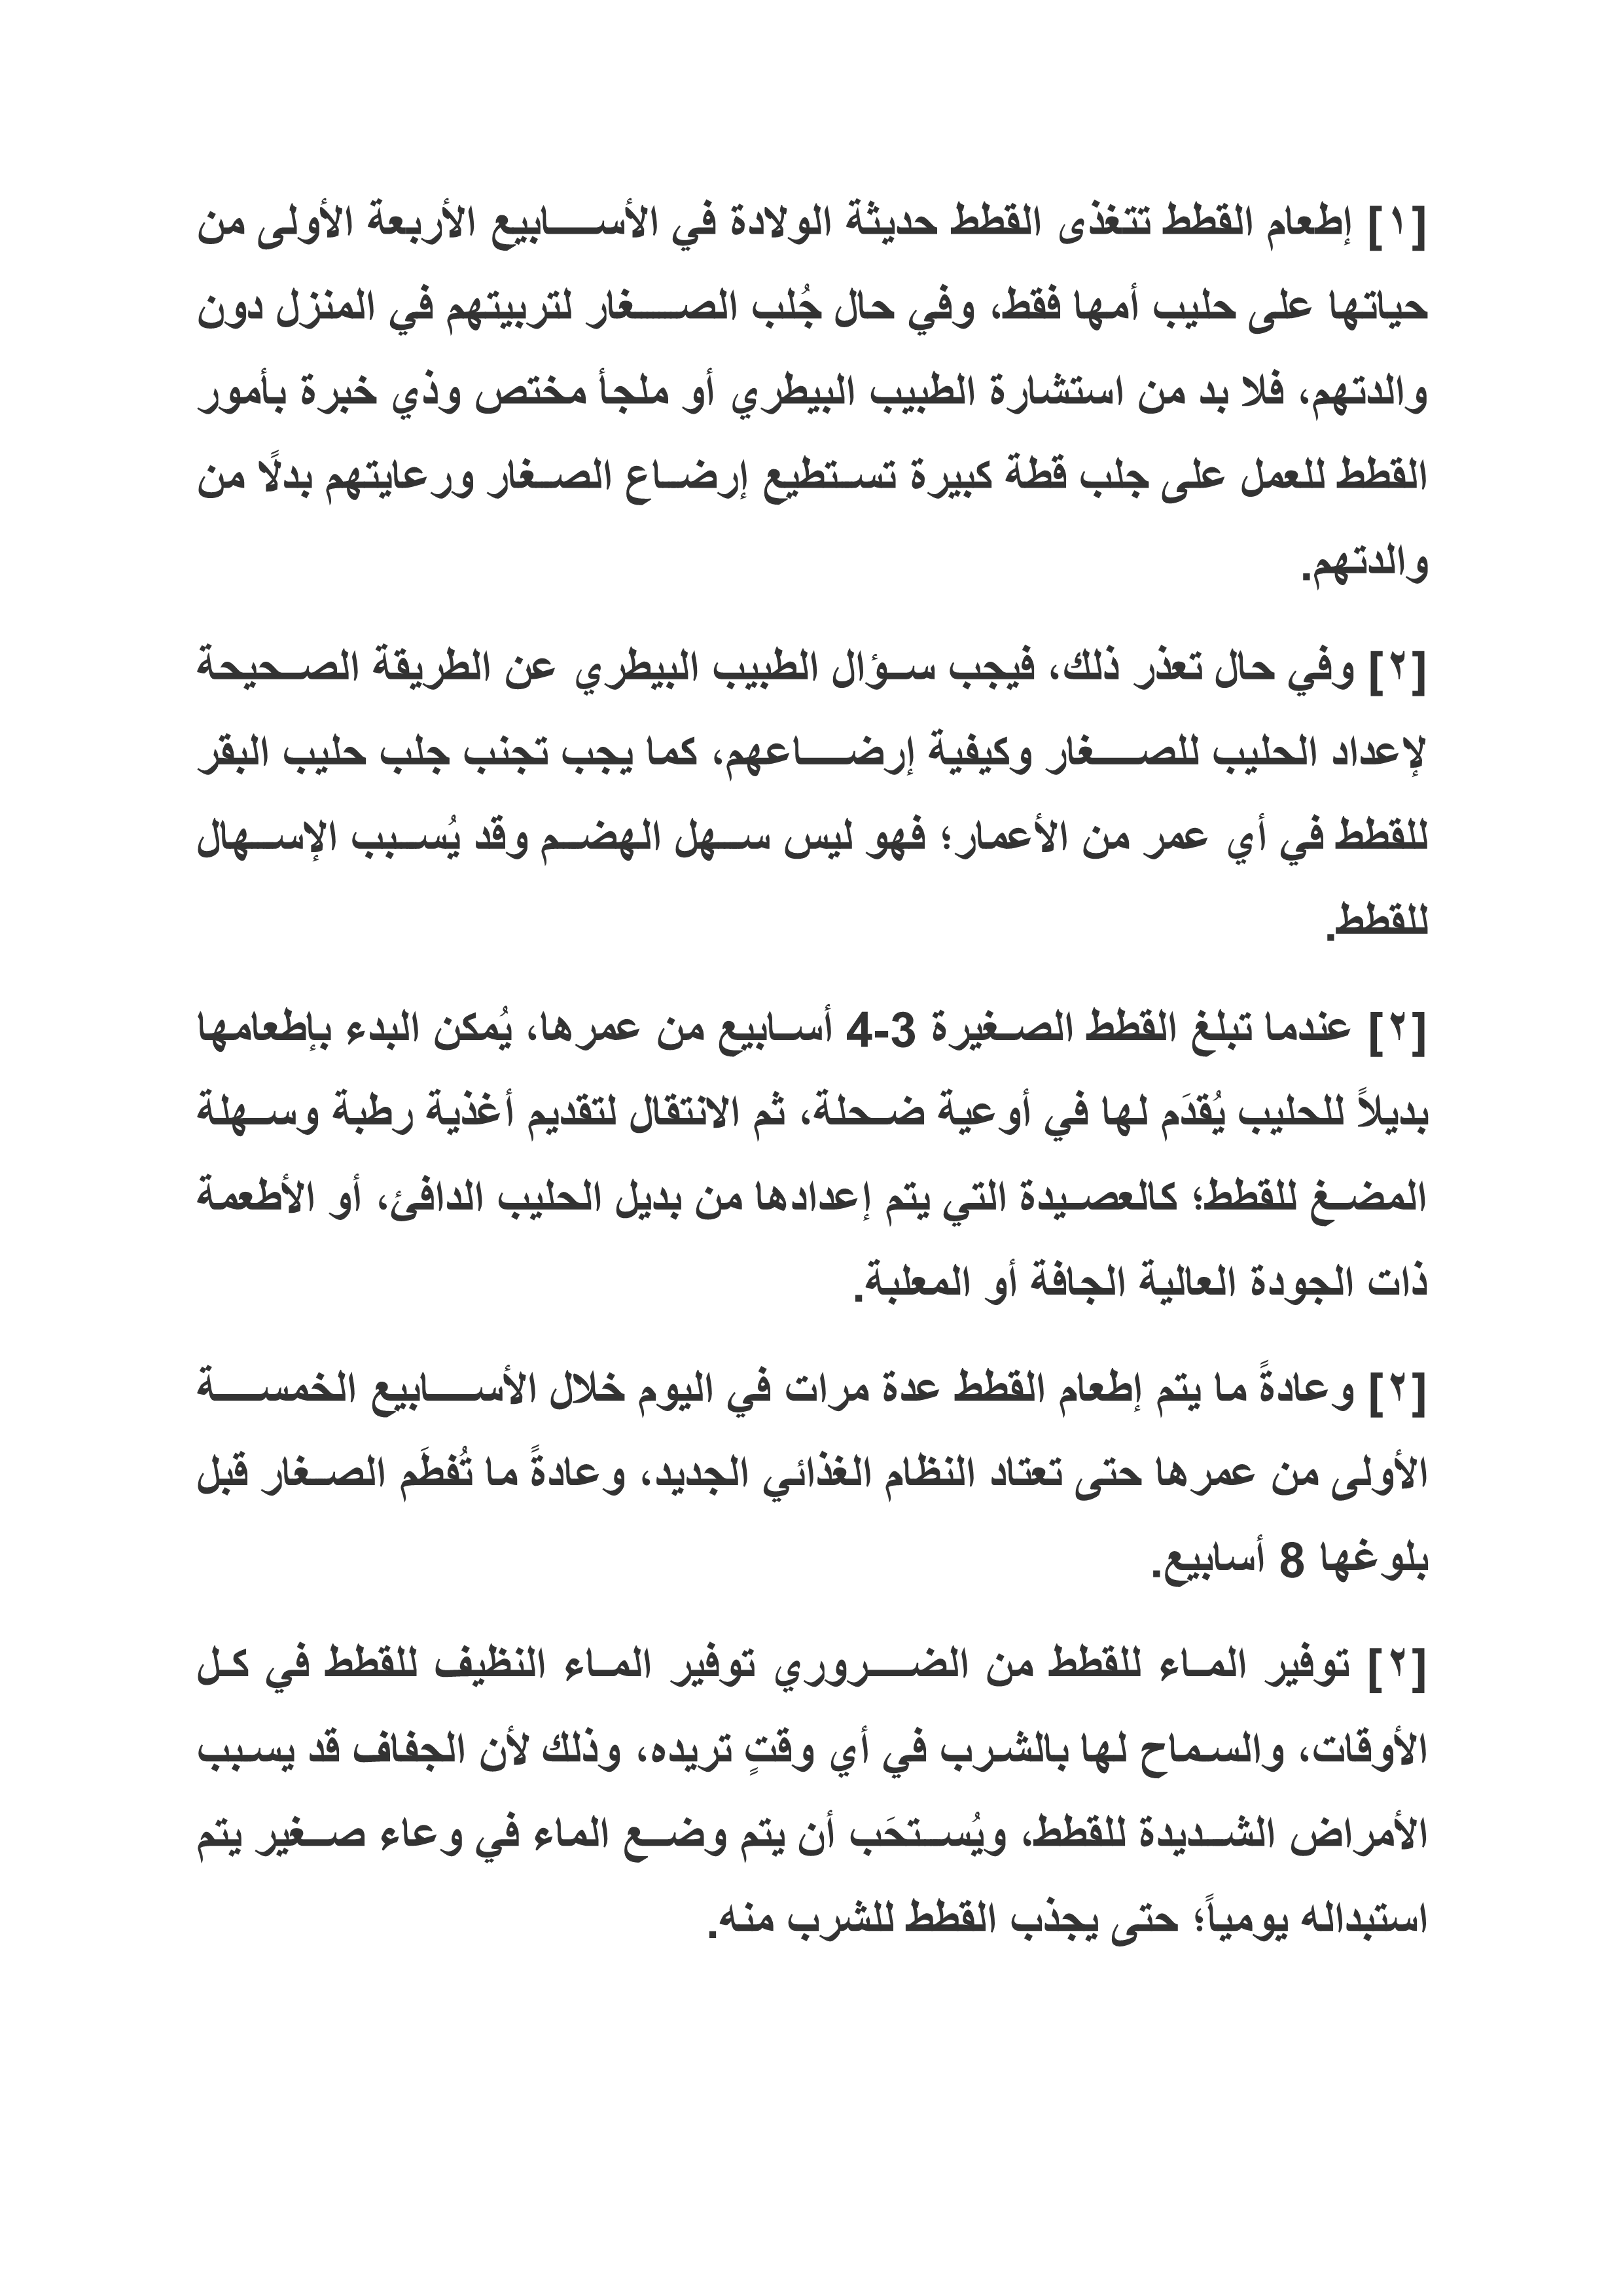 [١] إطعام القطط تتغذى القطط حديثة الولادة في الأسابيع الأربعة الأولى من
حياتها على حليب أمها فقط، وفي حال جُلب الصغار لتربيتهم في المنزل دون
والدتهم، فلا بد من استشارة الطبيب البيطري أو ملجأ مختص وذي خبرة بأمور
القطط للعمل على جلب قطة كبيرة تستطيع إرضاع الصغار ورعايتهم بدلًا من
والدتهم.
[٢] وفي حال تعذر ذلك، فيجب سؤال الطبيب البيطري عن الطريقة الصحيحة
لإعداد الحليب للصغار وكيفية إرضاعهم، كما يجب تجنب جلب حليب البقر
للقطط في أي عمر من الأعمار؛ فهو ليس سهل الهضم وقد يُسبب الإسهال
للقطط.
[٢] عندما تبلغ القطط الصغيرة 3-4 أسابيع من عمرها، يُمكن البدء بإطعامها
بديلاً للحليب يُقدَم لها في أوعية ضحلة، ثم الانتقال لتقديم أغذية رطبة وسهلة
المضغ للقطط؛ كالعصيدة التي يتم إعدادها من بديل الحليب الدافئ، أو الأطعمة
ذات الجودة العالية الجافة أو المعلبة.
[٢] وعادةً ما يتم إطعام القطط عدة مرات في اليوم خلال الأسابيع الخمسة
الأولى من عمرها حتى تعتاد النظام الغذائي الجديد، وعادةً ما تُفطَم الصغار قبل
بلوغها 8 أسابيع.
[٢] توفير الماء للقطط من الضروري توفير الماء النظيف للقطط في كل
الأوقات، والسماح لها بالشرب في أي وقتٍ تريده، وذلك لأن الجفاف قد يسبب
الأمراض الشديدة للقطط، ويُستحَب أن يتم وضع الماء في وعاء صغير يتم
استبداله يومياً؛ حتى يجذب القطط للشرب منه.